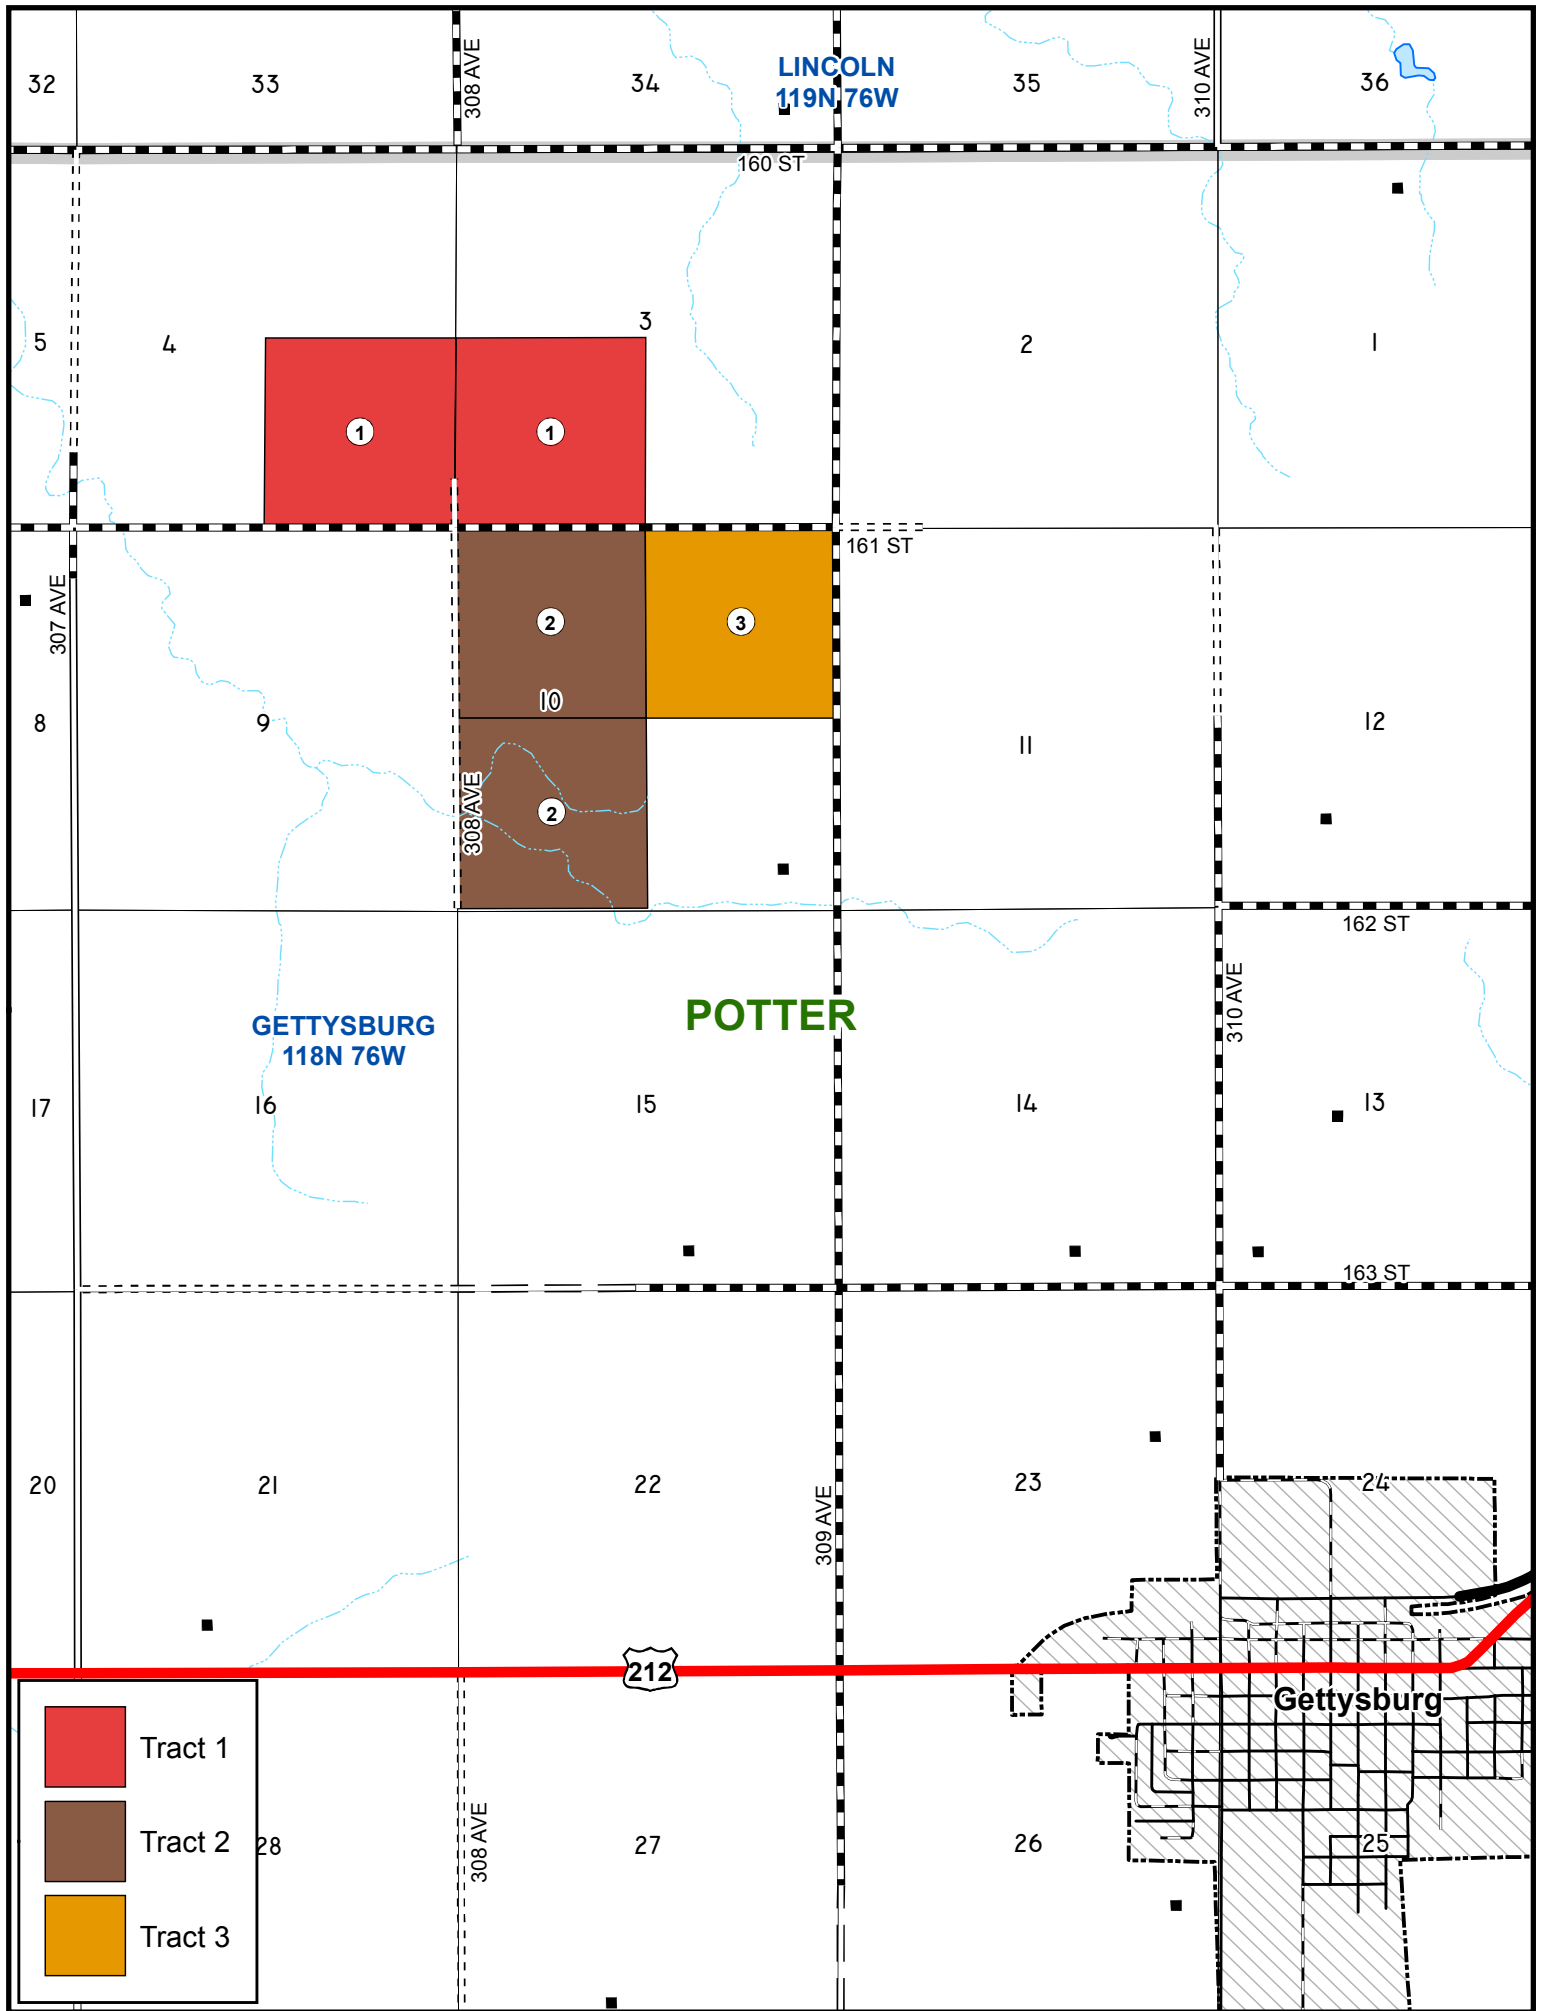 308 AVE
310 AVE
LINCOLN
119N 76W
32
33
34
35
36
160 ST
5
4
3
2
1
1
1
161 ST
307 AVE
2
3
8
9
10
11
12
308 AVE
2
162 ST
310 AVE
GETTYSBURG
118N 76W
POTTER
17
16
15
14
13
163 ST
20
21
22
23
24
309 AVE
212
Gettysburg
Tract 1
Tract 2
Tract 3
28
308 AVE
27
26
25